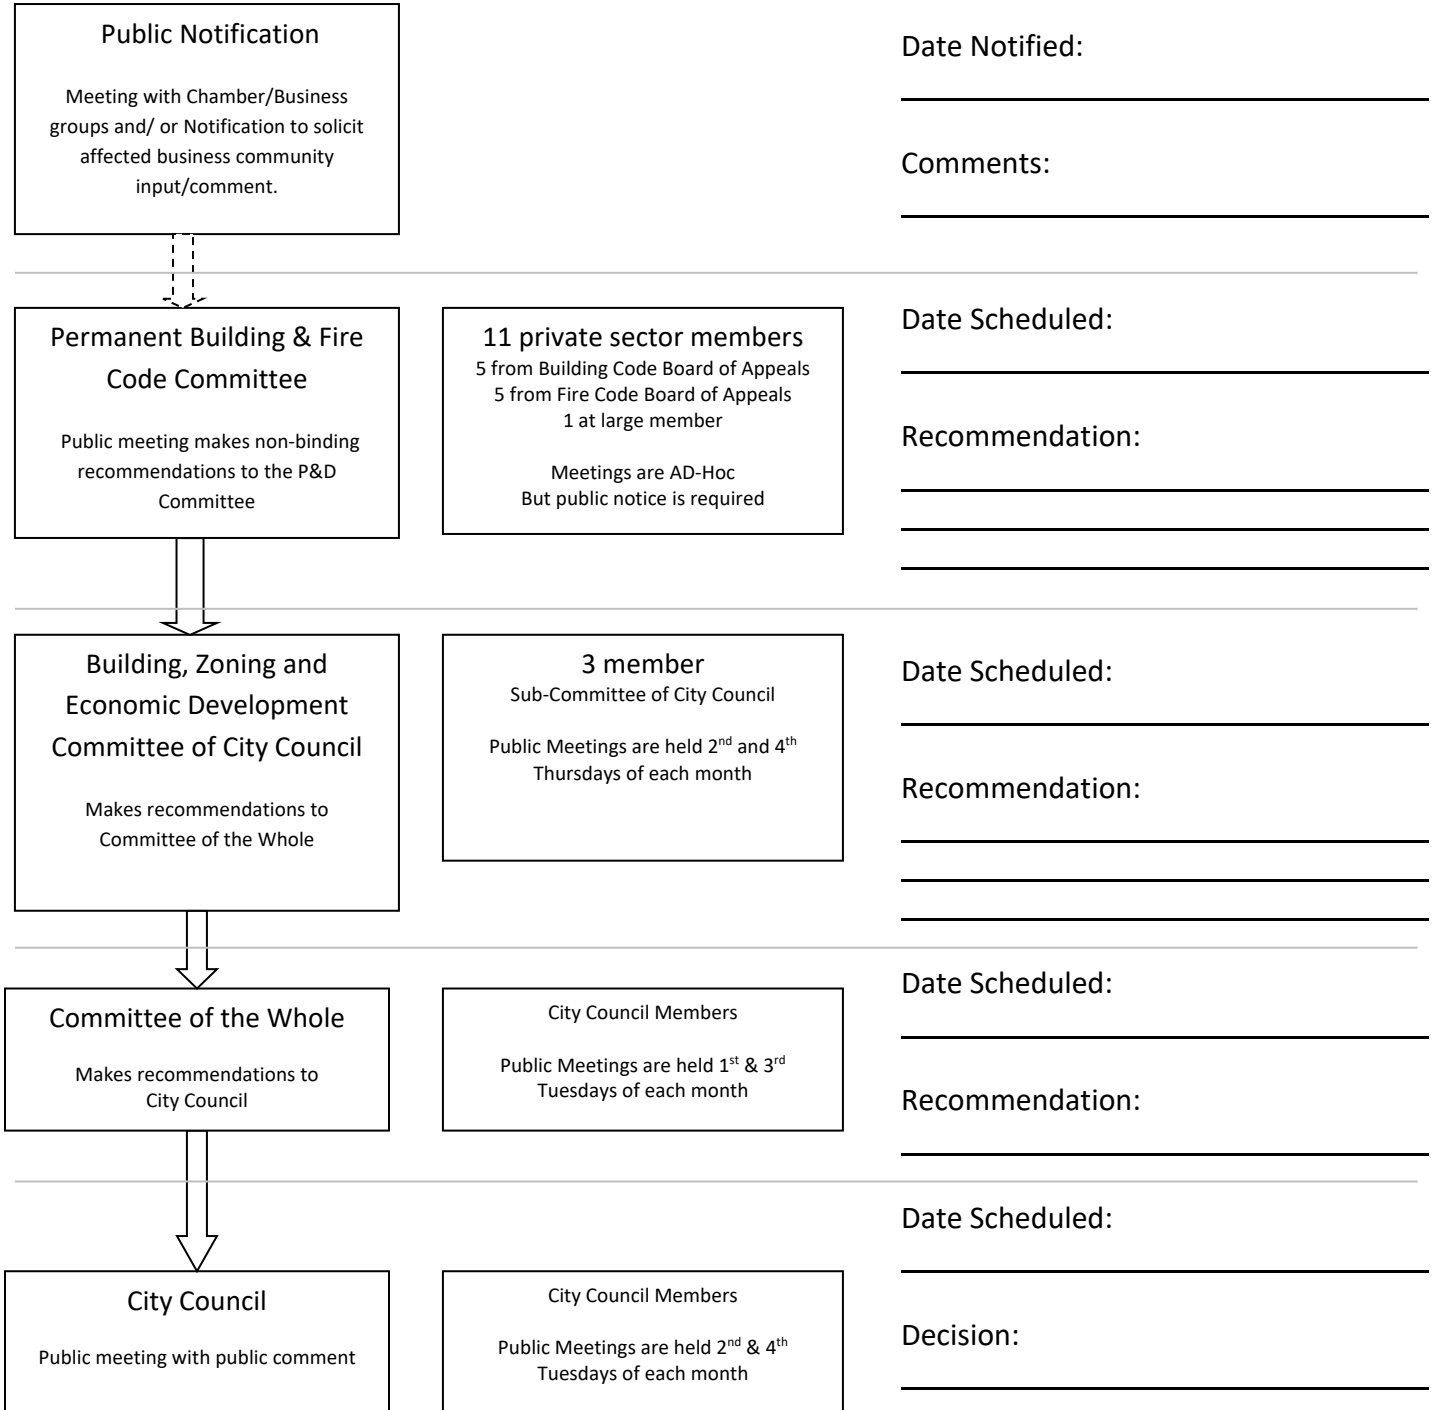 Public Notification
Meeting with Chamber/Business
groups and/ or Notification to solicit
affected business community
input/comment.
Date Notified:
Comments:
Permanent Building & Fire
Code Committee
Public meeting makes non-binding
recommendations to the P&D
Committee
11 private sector members
5 from Building Code Board of Appeals
5 from Fire Code Board of Appeals
1 at large member
Meetings are AD-Hoc
But public notice is required
Date Scheduled:
Recommendation:
Building, Zoning and
Economic Development
Committee of City Council
Makes recommendations to
Committee of the Whole
3 member
Sub-Committee of City Council
Public Meetings are held 2nd and 4th
Thursdays of each month
Date Scheduled:
Recommendation:
Committee of the Whole
Makes recommendations to
City Council
City Council Members
Public Meetings are held 1st & 3rd
Tuesdays of each month
Date Scheduled:
Recommendation:
City Council
Public meeting with public comment
City Council Members
Public Meetings are held 2nd & 4th
Tuesdays of each month
Date Scheduled:
Decision: